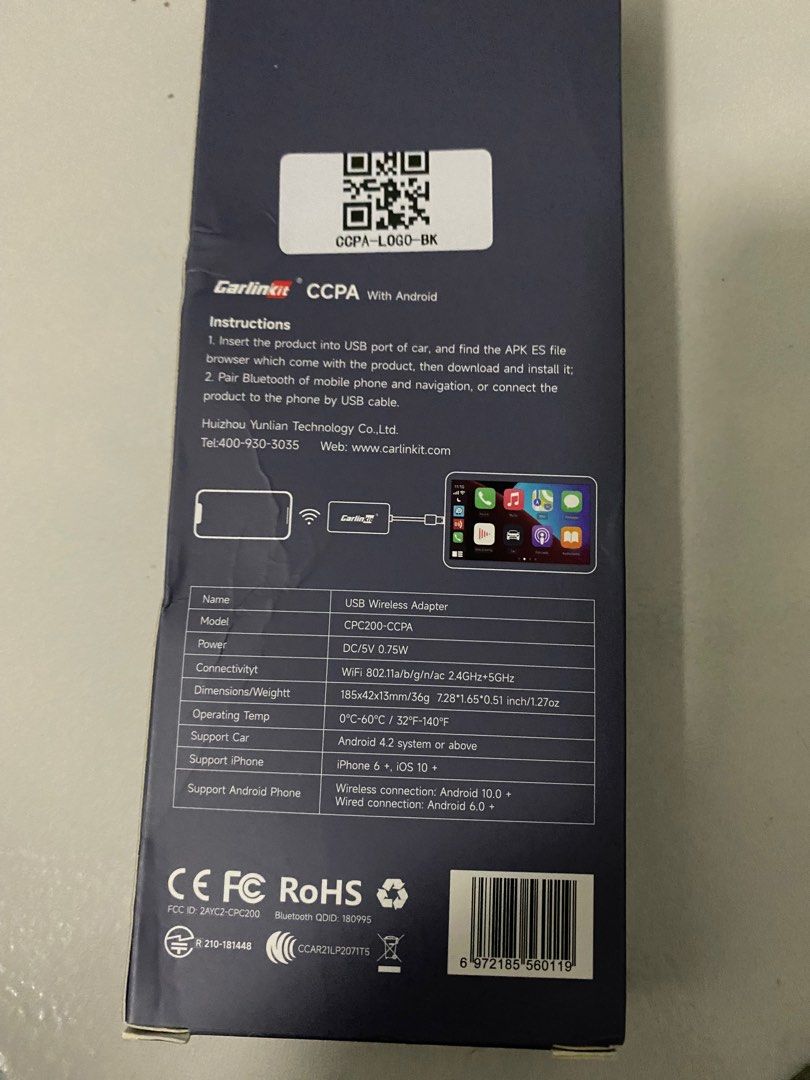 CCPA-LOGO-BK
Carlinkit® CCPA With Android
Instructions
1. Insert the product into USB port of car, and find the APK ES file
browser which come with the product, then download and install it;
2. Pair Bluetooth of mobile phone and navigation, or connect the
product to the phone by USB cable.
Huizhou Yunlian Technology Co.,Ltd.
Tel:400-930-3035 Web: www.carlinkit.com
Carlinkit
Name USB Wireless Adapter
Model CPC200-CCPA
Power DC/5V 0.75W
Connectivityt WiFi 802.11a/b/g/n/ac 2.4GHz+5GHz
Dimensions/Weightt 185x42x13mm/36g 7.28*1.65*0.51 inch/1.27oz
Operating Temp 0°C-60°C / 32°F-140°F
Support Car Android 4.2 system or above
Support iPhone iPhone 6 +, iOS 10 +
Support Android Phone Wireless connection: Android 10.0 +
Wired connection: Android 6.0 +
CE FC RoHS
FCC ID: 2AYC2-CPC200 Bluetooth QDID: 180995
R 210-181448 CCAR21LP2071T5
6 972185 560119